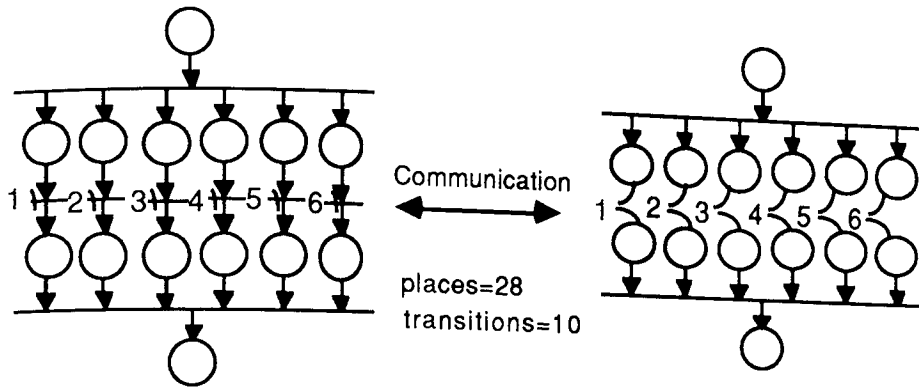 Communication
1 2 3 4 5 6
1 2 3 4 5 6
places=28
transitions=10